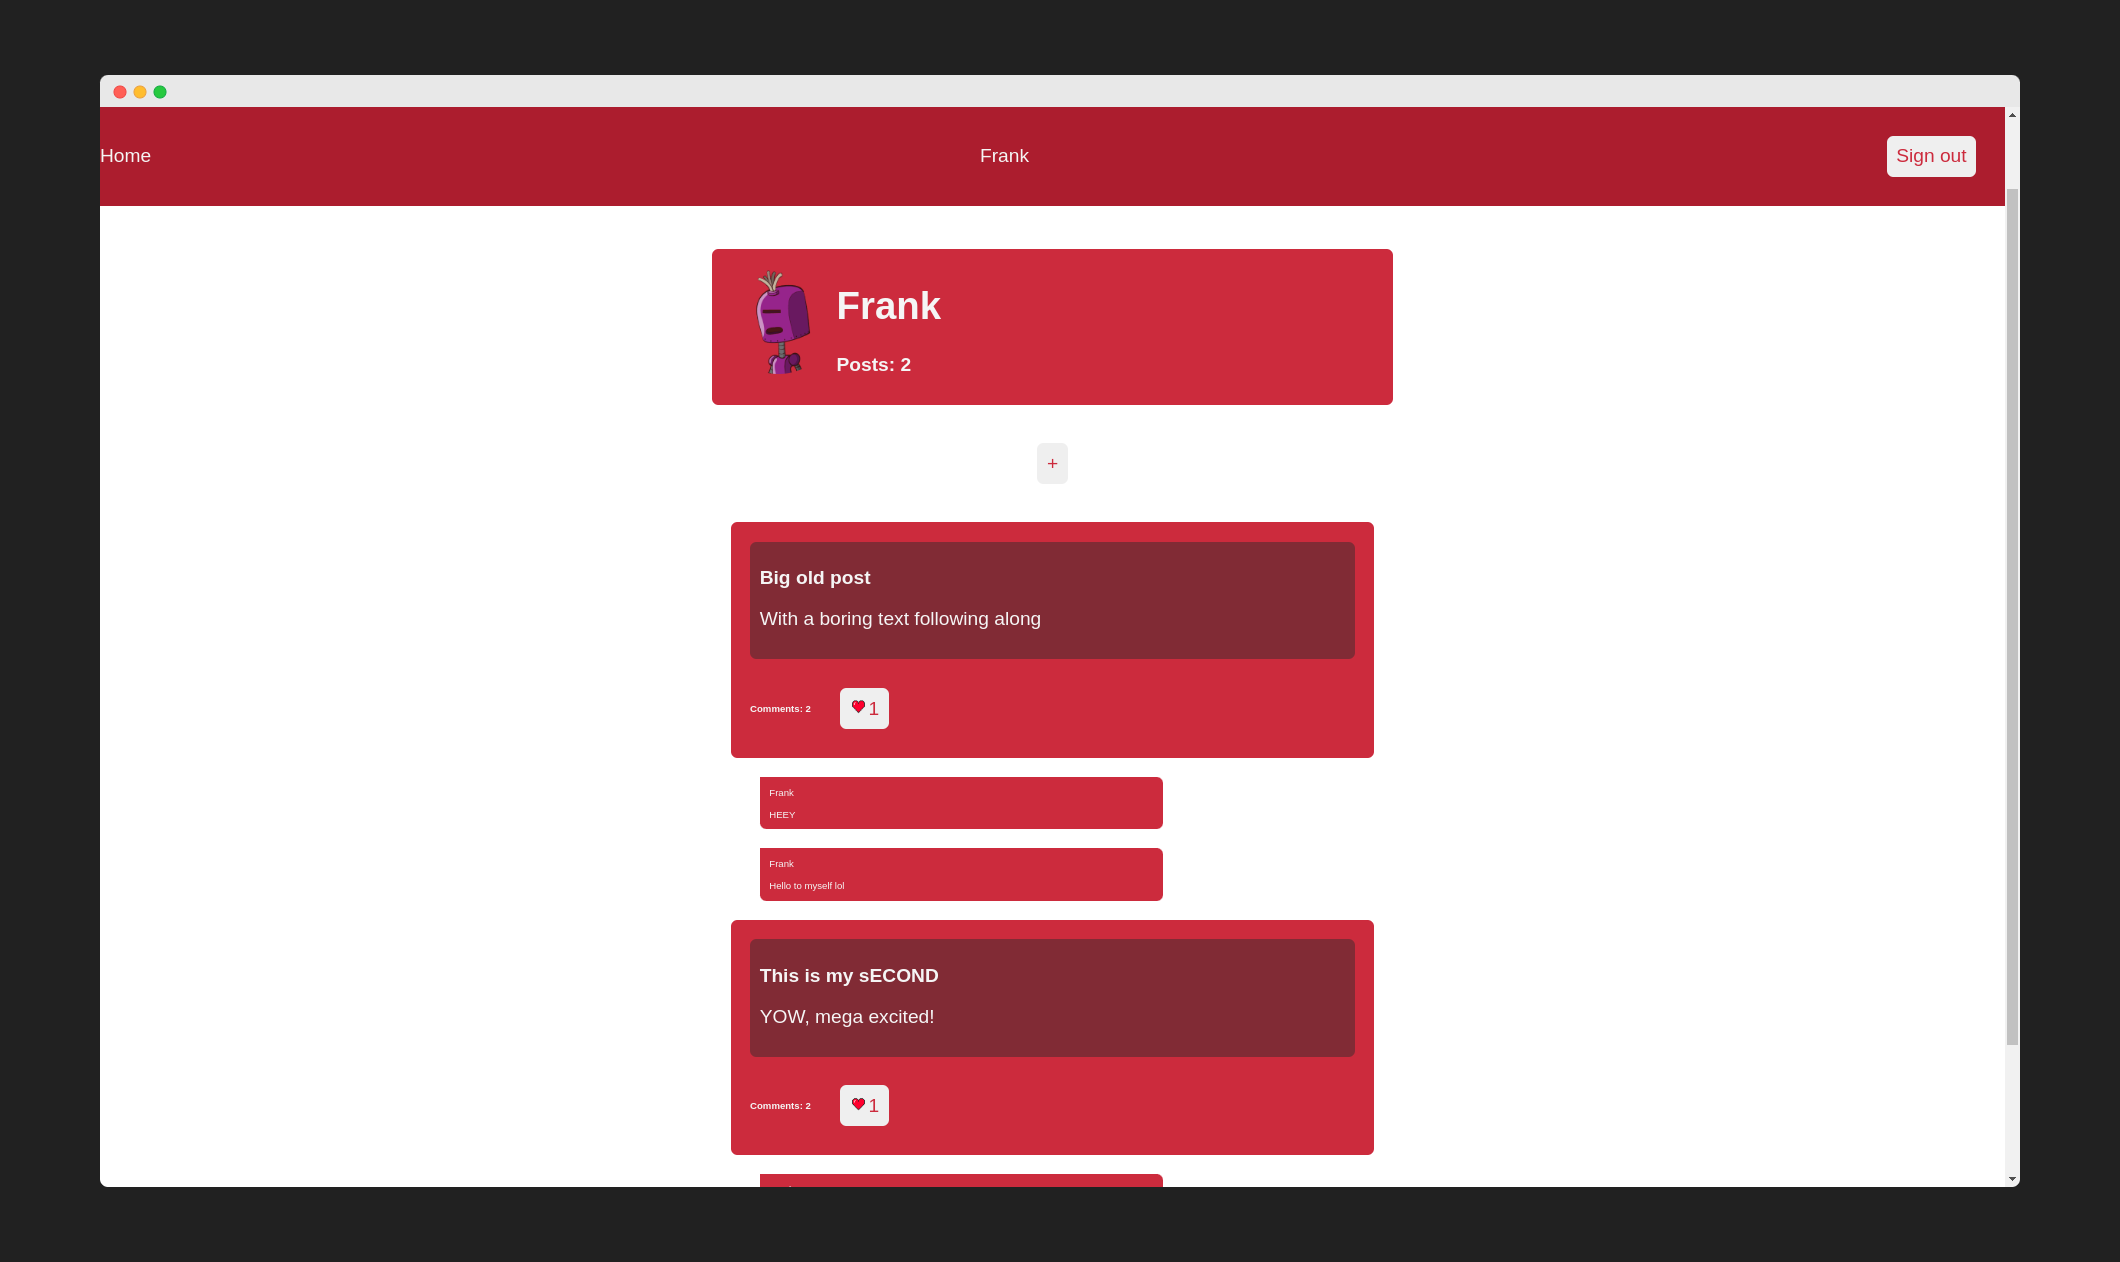 Home
Frank
Sign out
Frank
Posts: 2
+
Big old post
With a boring text following along
Comments: 2
1
Frank
HEEY
Frank
Hello to myself lol
This is my sECOND
YOW, mega excited!
Comments: 2
1